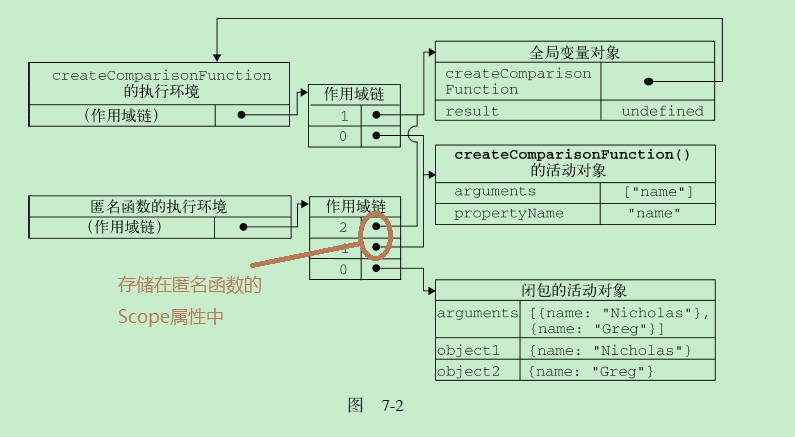 createComparisonFunction
的执行环境
(作用域链)
作用域链
1
0
全局变量对象
createComparison
Function
result undefined
createComparisonFunction()
的活动对象
arguments ["name"]
propertyName "name"
匿名函数的执行环境
(作用域链)
作用域链
2
1
0
存储在匿名函数的
Scope属性中
闭包的活动对象
arguments [{name: "Nicholas"},
{name: "Greg"}]
object1 {name: "Nicholas"}
object2 {name: "Greg"}
图 7-2